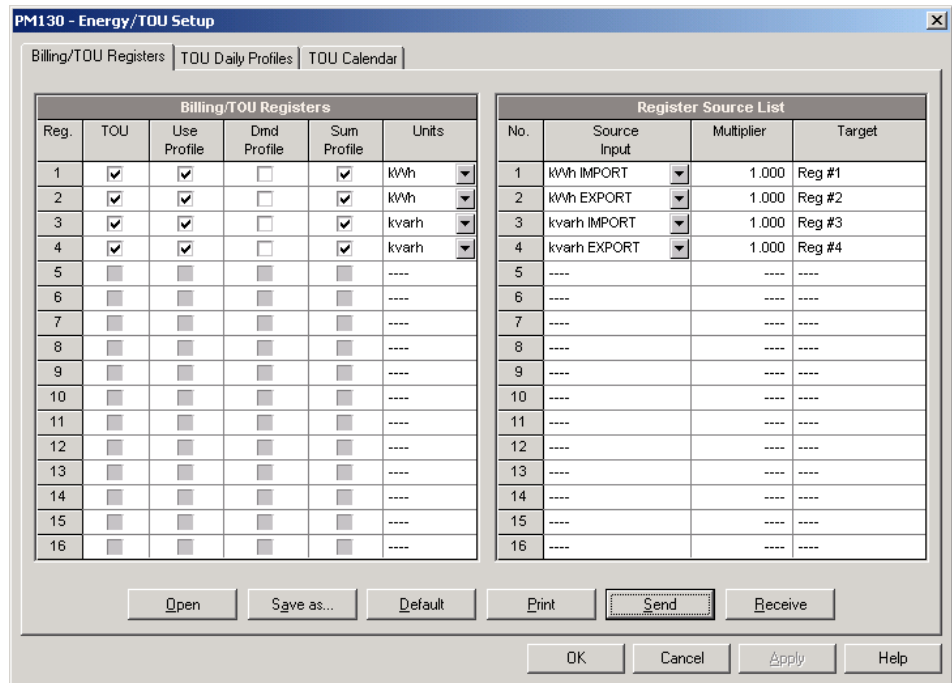 PM130 - Energy/TOU Setup
Billing/TOU Registers TOU Daily Profiles TOU Calendar
Billing/TOU Registers Register Source List
Reg. TOU Use Profile Dmd Profile Sum Profile Units No. Source Input Multiplier Target
1 kWh 1 kWh IMPORT 1.000 Reg #1
2 kWh 2 kWh EXPORT 1.000 Reg #2
3 kvarh 3 kvarh IMPORT 1.000 Reg #3
4 kvarh 4 kvarh EXPORT 1.000 Reg #4
5 ---- 5 ---- ---- ----
6 ---- 6 ---- ---- ----
7 ---- 7 ---- ---- ----
8 ---- 8 ---- ---- ----
9 ---- 9 ---- ---- ----
10 ---- 10 ---- ---- ----
11 ---- 11 ---- ---- ----
12 ---- 12 ---- ---- ----
13 ---- 13 ---- ---- ----
14 ---- 14 ---- ---- ----
15 ---- 15 ---- ---- ----
16 ---- 16 ---- ---- ----
Open Save as... Default Print Send Receive
OK Cancel Apply Help